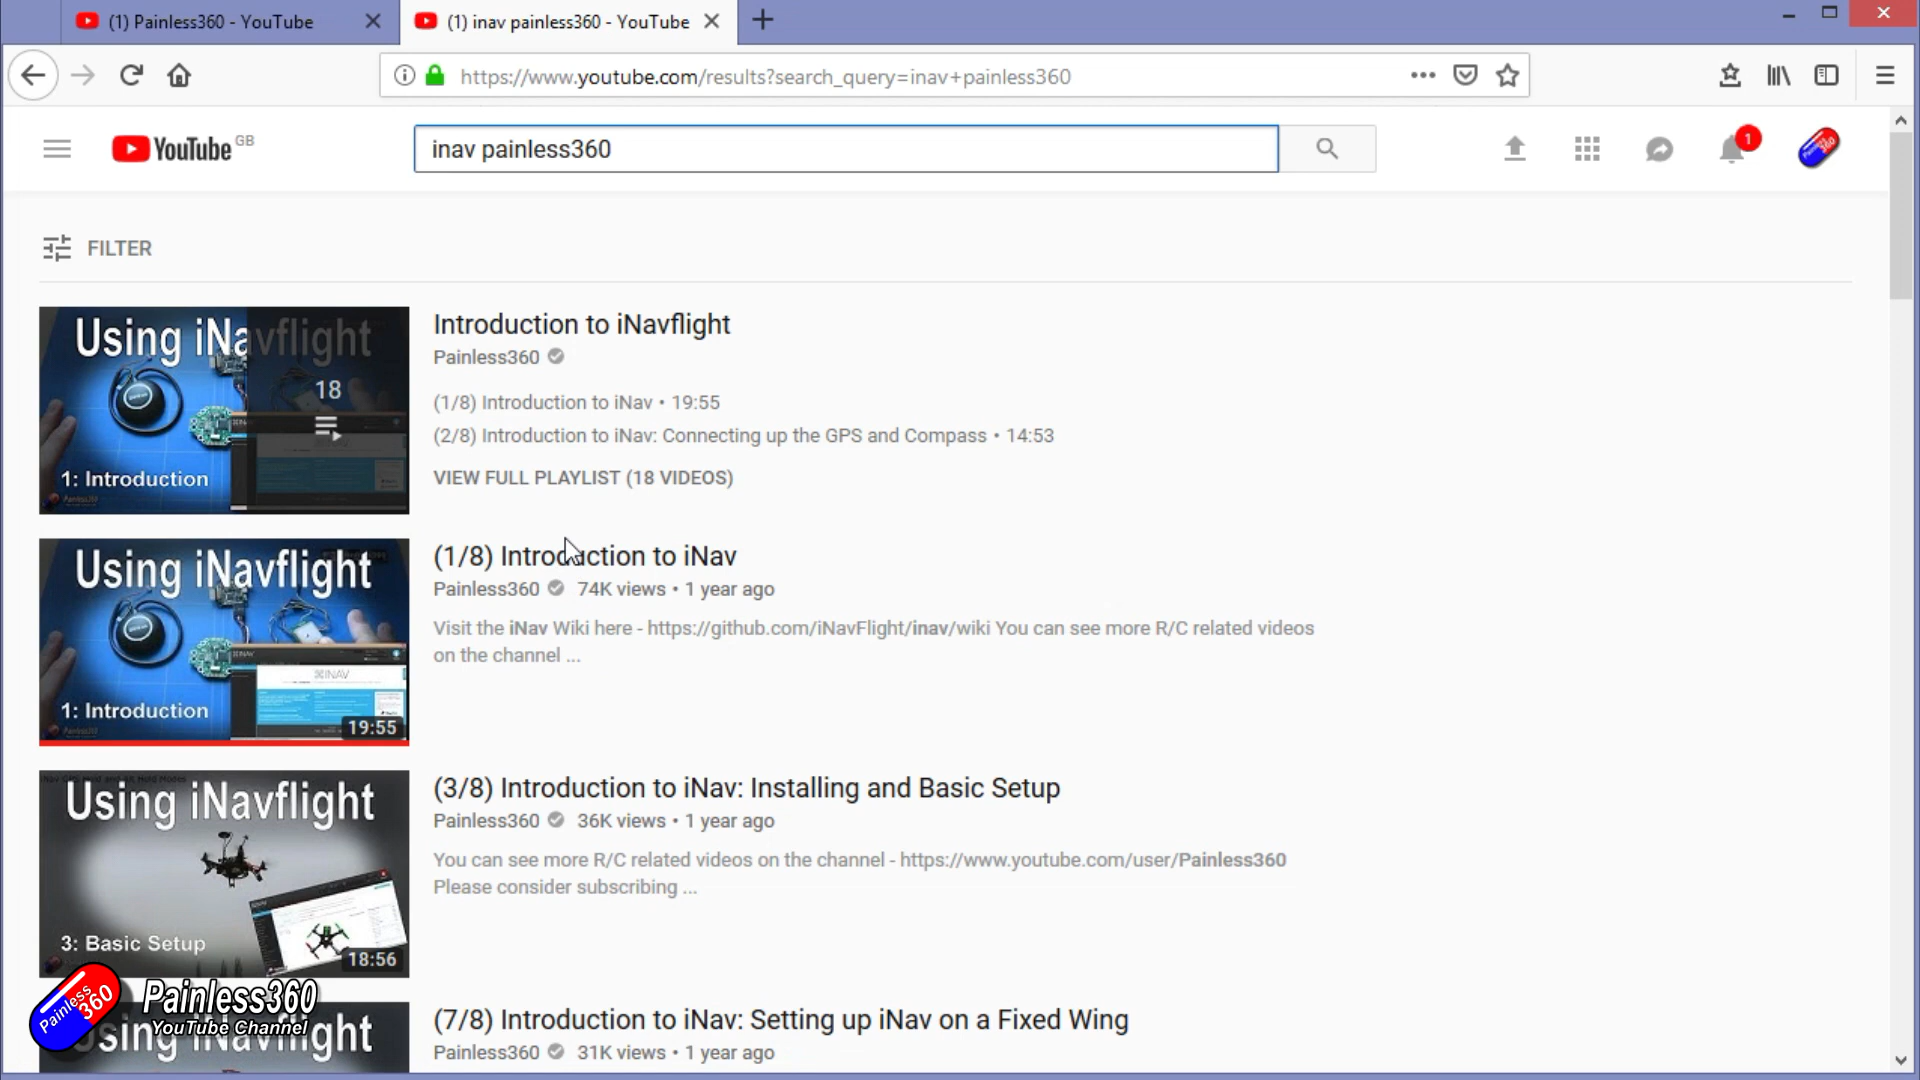 (1) Painless360 - YouTube
(1) inav painless360 - YouTube
https://www.youtube.com/results?search_query=inav+painless360
YouTube GB
inav painless360
1
FILTER
Using iNavflight
18
1: Introduction
Introduction to iNavflight
Painless360
(1/8) Introduction to iNav • 19:55
(2/8) Introduction to iNav: Connecting up the GPS and Compass • 14:53
VIEW FULL PLAYLIST (18 VIDEOS)
Using iNavflight
INAV
1: Introduction
19:55
(1/8) Introduction to iNav
Painless360 74K views • 1 year ago
Visit the iNav Wiki here - https://github.com/iNavFlight/inav/wiki You can see more R/C related videos
on the channel ...
Using iNavflight
3: Basic Setup
18:56
(3/8) Introduction to iNav: Installing and Basic Setup
Painless360 36K views • 1 year ago
You can see more R/C related videos on the channel - https://www.youtube.com/user/Painless360
Please consider subscribing ...
Painless 360
Painless360
YouTube Channel
Using iNavflight
(7/8) Introduction to iNav: Setting up iNav on a Fixed Wing
Painless360 31K views • 1 year ago